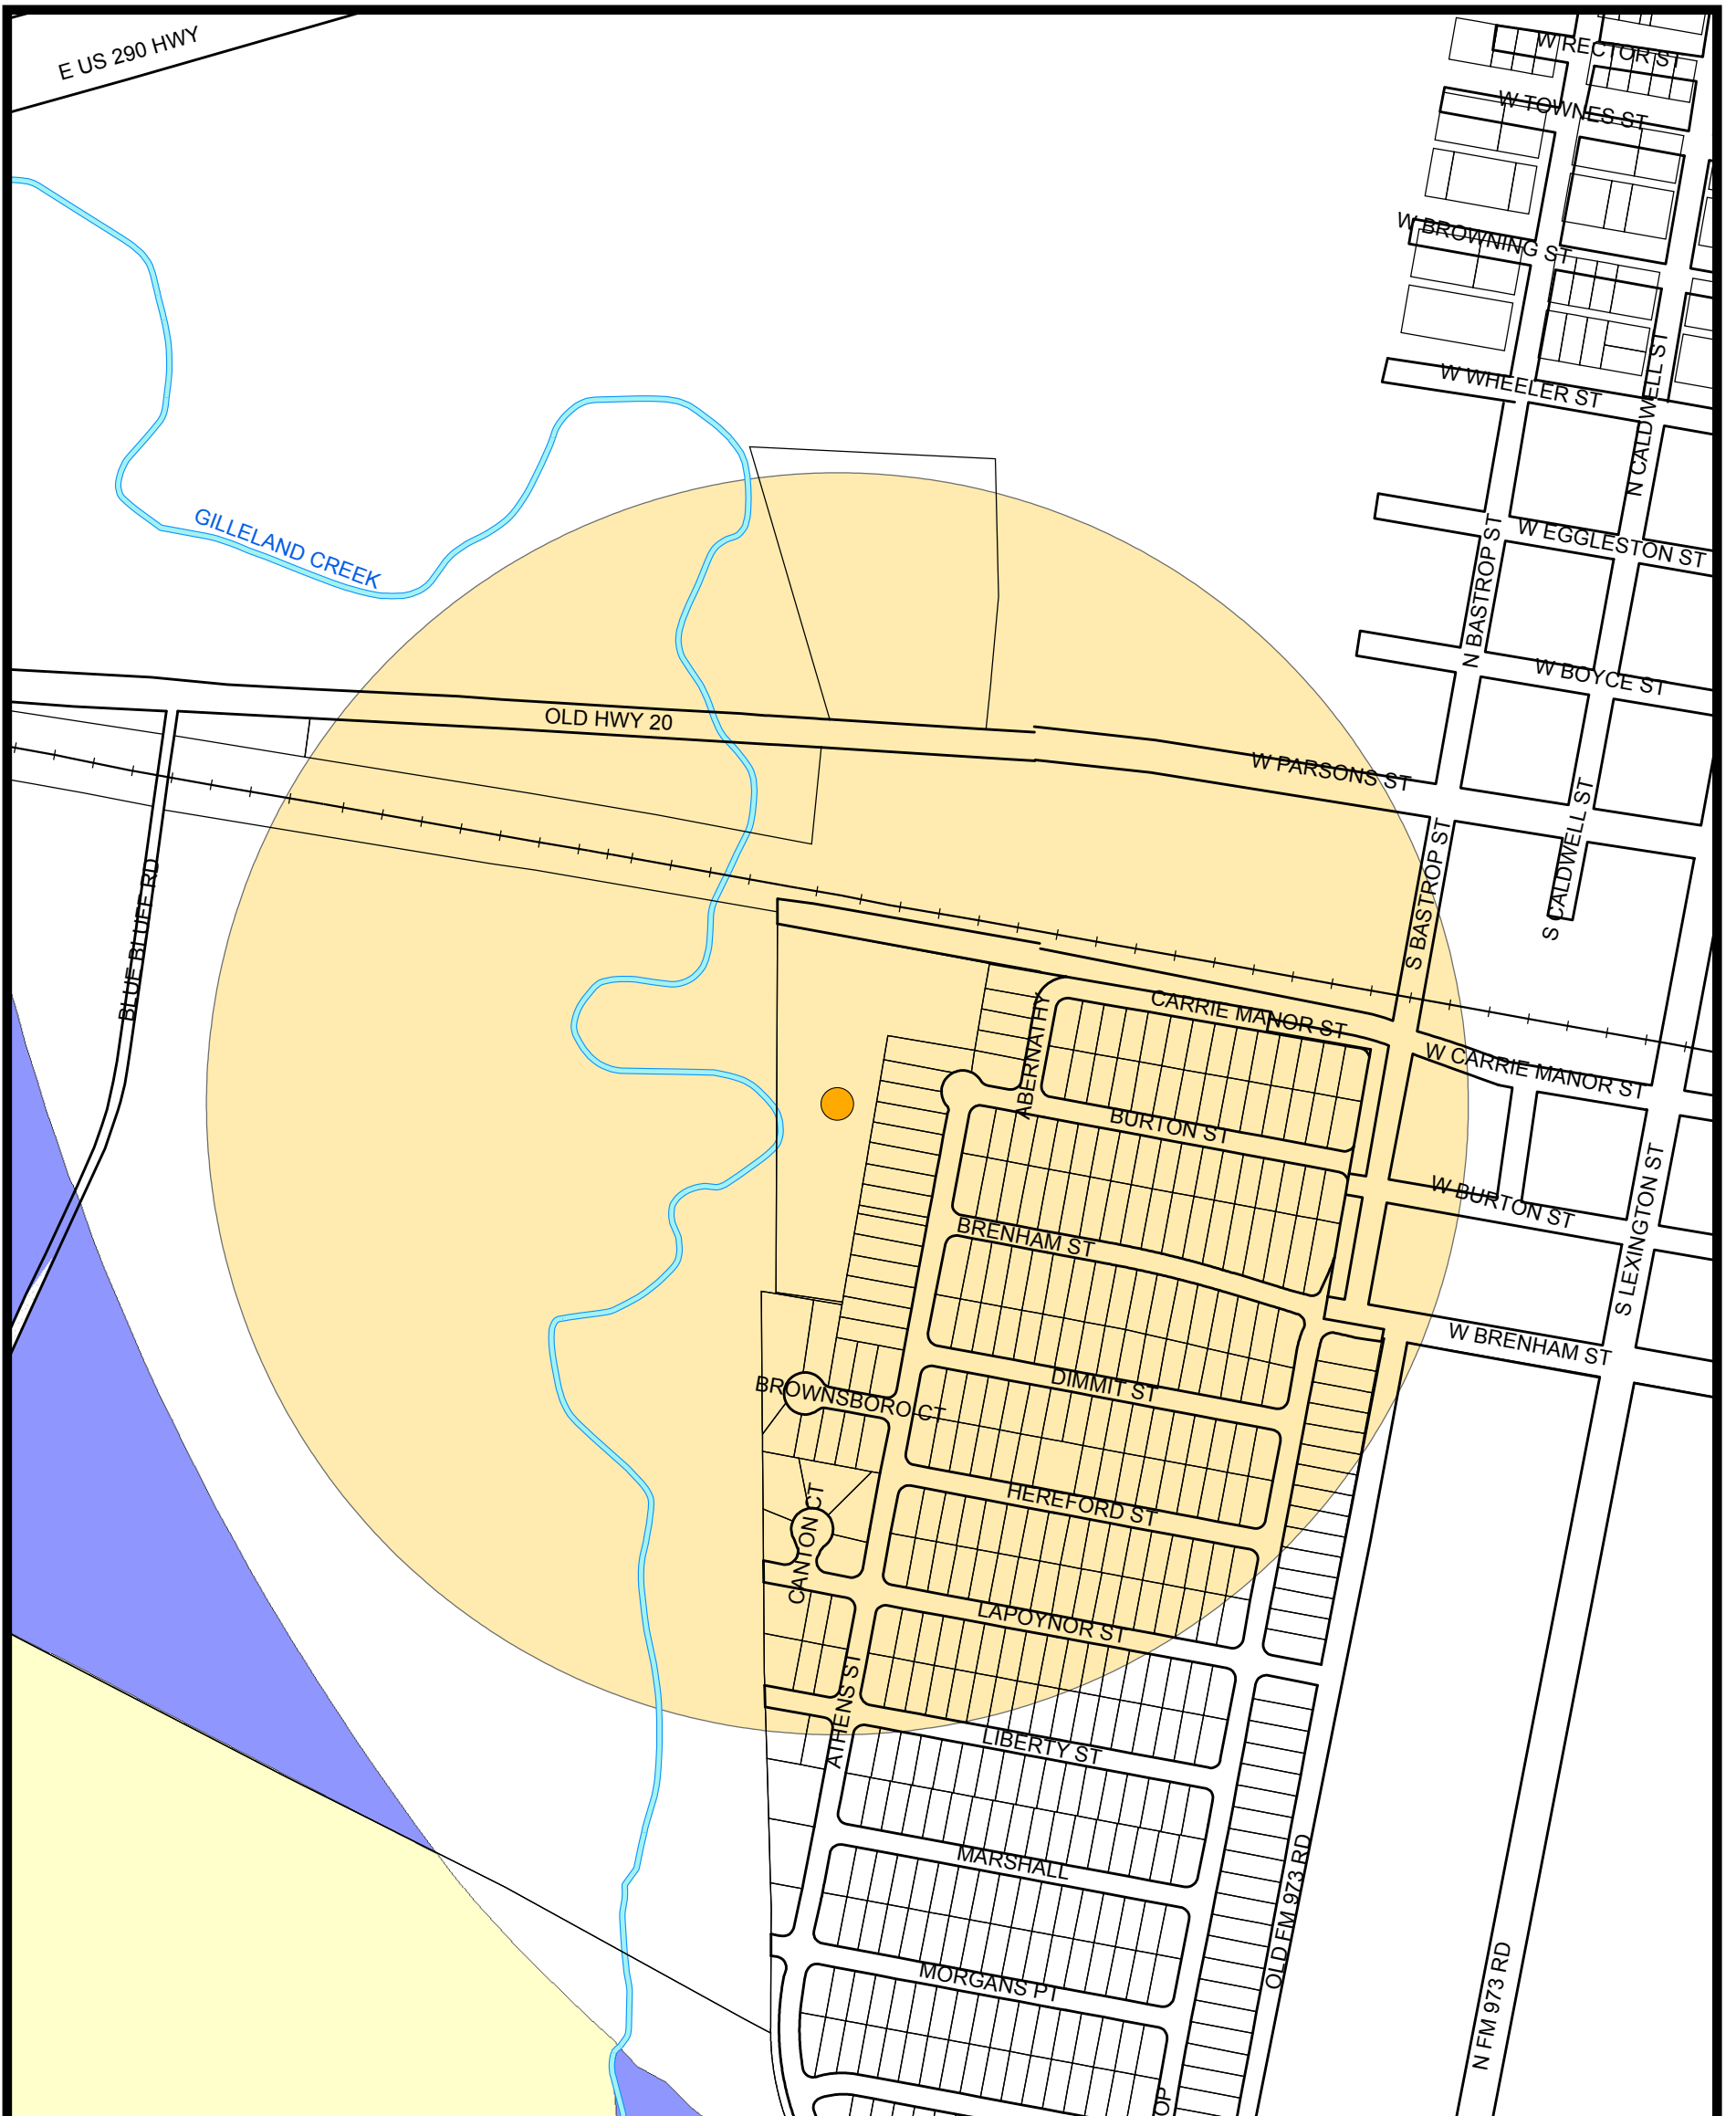 E US 290 HWY
W RECTOR ST
W TOWNES ST
W BROWNING ST
W WHEELER ST
N CALDWELL ST
GILLELAND CREEK
W EGGLESTON ST
N BASTROP ST
W BOYCE ST
OLD HWY 20
W PARSONS ST
S CALDWELL ST
S BASTROP ST
BLUE BLUFF RD
CARRIE MANOR ST
ABERNATHY
W CARRIE MANOR ST
BURTON ST
W BURTON ST
S LEXINGTON ST
BRENHAM ST
W BRENHAM ST
DIMMIT ST
BROWNSBORO CT
HEREFORD ST
CANTON CT
LAPOYNOR ST
ATHENS ST
LIBERTY ST
MARSHALL
OLD FM 973 RD
MORGANS PT
N FM 973 RD
OP